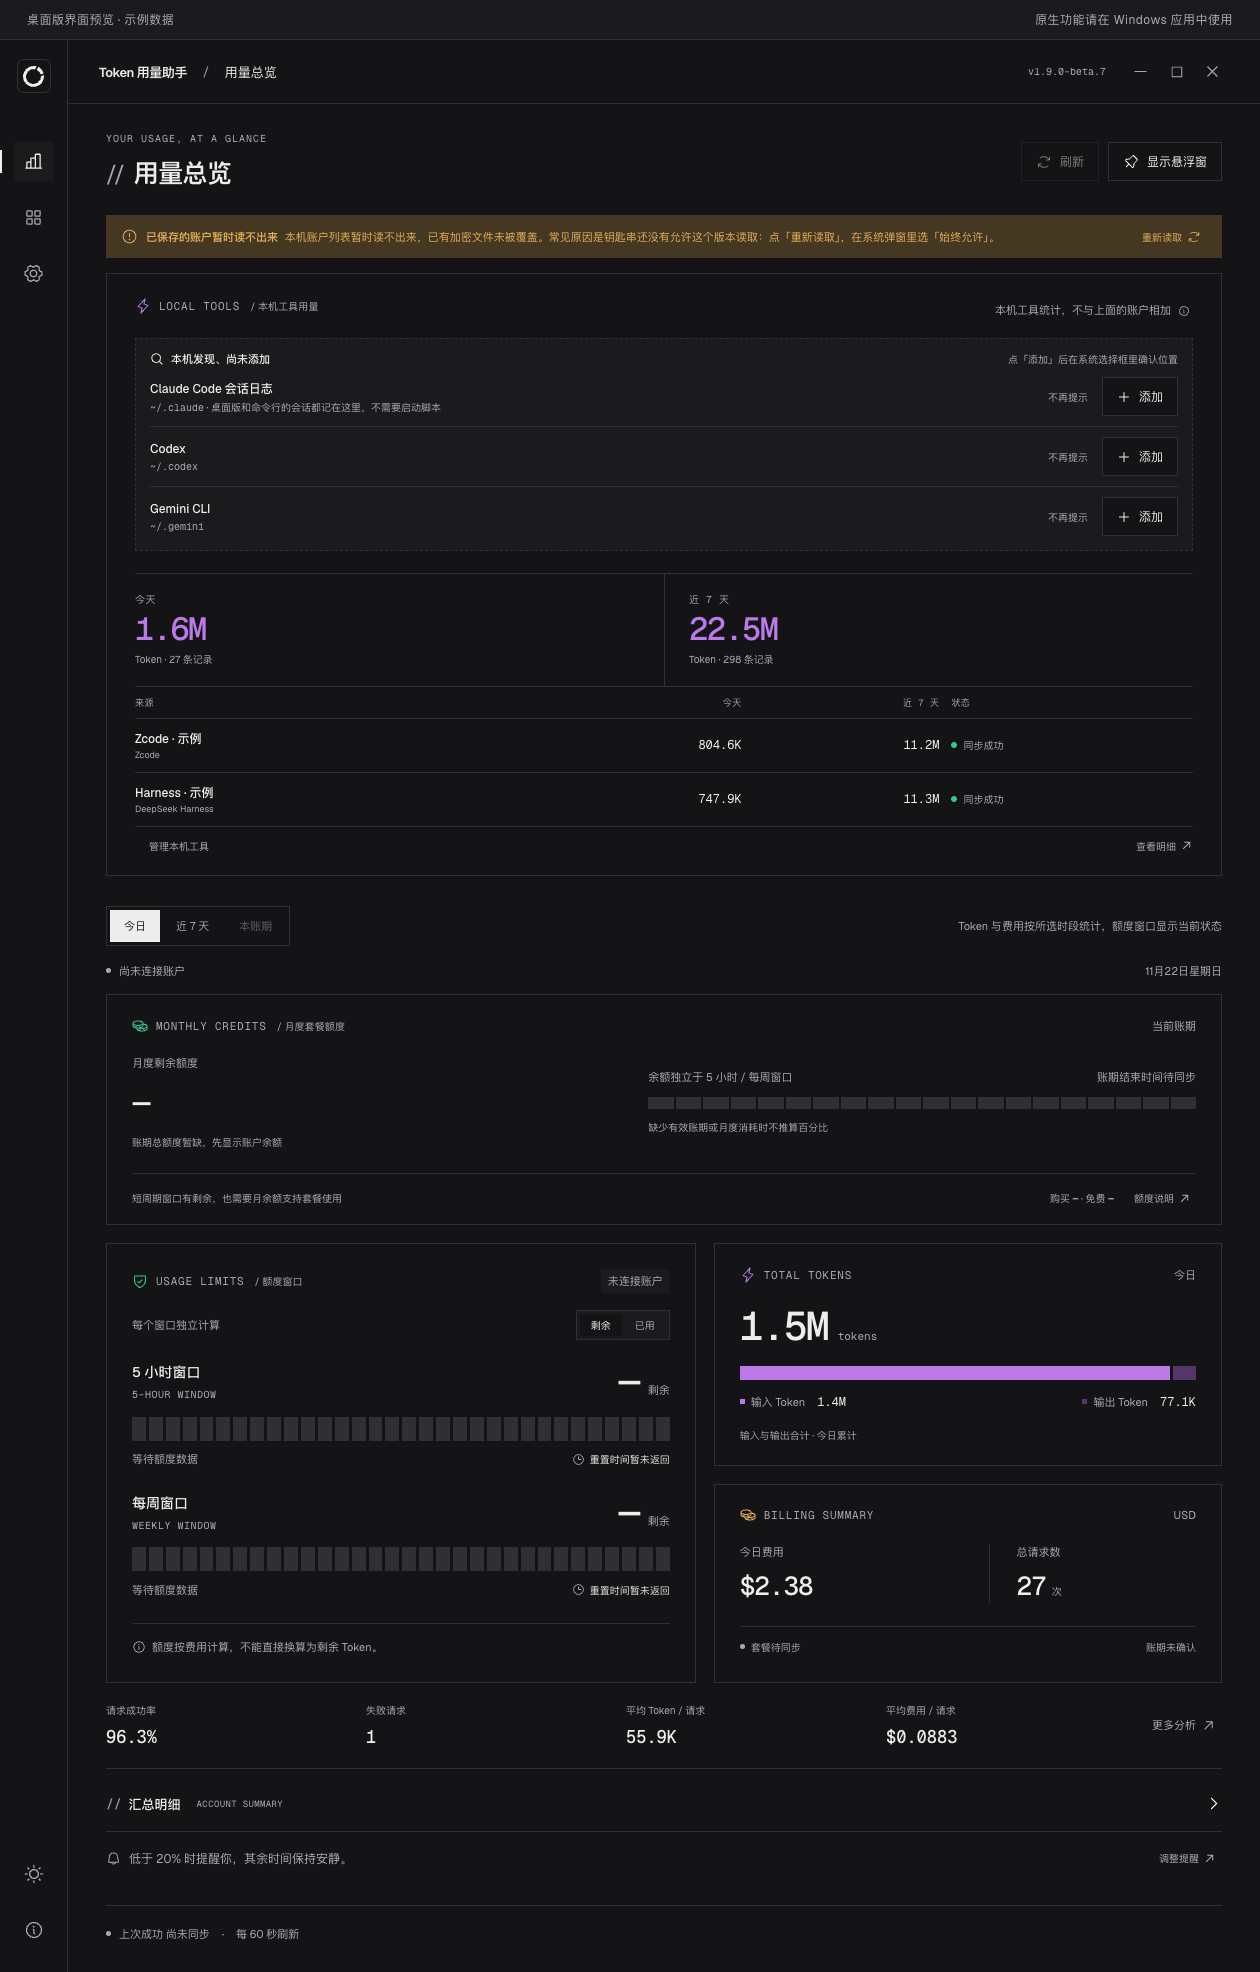 桌面版界面预览 · 示例数据
原生功能请在 Windows 应用中使用
Token 用量助手 / 用量总览
v1.9.0-beta.7
YOUR USAGE, AT A GLANCE
// 用量总览
刷新
显示悬浮窗
已保存的账户暂时读不出来 本机账户列表暂时读不出来，已有加密文件未被覆盖。常见原因是钥匙串还没有允许这个版本读取：点「重新读取」，在系统弹窗里选「始终允许」。
重新读取
LOCAL TOOLS / 本机工具用量
本机工具统计，不与上面的账户相加
本机发现、尚未添加
点「添加」后在系统选择框里确认位置
Claude Code 会话日志
~/.claude · 桌面版和命令行的会话都记在这里，不需要启动脚本
不再提示
添加
Codex
~/.codex
不再提示
添加
Gemini CLI
~/.gemini
不再提示
添加
今天
1.6M
Token · 27 条记录
近 7 天
22.5M
Token · 298 条记录
来源 今天 近 7 天 状态
Zcode · 示例
Zcode
804.6K 11.2M 同步成功
Harness · 示例
DeepSeek Harness
747.9K 11.3M 同步成功
管理本机工具
查看明细
今日 近 7 天 本账期
Token 与费用按所选时段统计，额度窗口显示当前状态
尚未连接账户
11月22日星期日
MONTHLY CREDITS / 月度套餐额度
当前账期
月度剩余额度
—
账期总额度暂缺，先显示账户余额
余额独立于 5 小时 / 每周窗口
账期结束时间待同步
缺少有效账期或月度消耗时不推算百分比
短周期窗口有剩余，也需要月余额支持套餐使用
购买 — · 免费 —
额度说明
USAGE LIMITS / 额度窗口
未连接账户
每个窗口独立计算
剩余 已用
5 小时窗口
5-HOUR WINDOW
— 剩余
等待额度数据
重置时间暂未返回
每周窗口
WEEKLY WINDOW
— 剩余
等待额度数据
重置时间暂未返回
额度按费用计算，不能直接换算为剩余 Token。
TOTAL TOKENS
今日
1.5M tokens
输入 Token 1.4M
输出 Token 77.1K
输入与输出合计 · 今日累计
BILLING SUMMARY
USD
今日费用
$2.38
总请求数
27 次
套餐待同步
账期未确认
请求成功率
96.3%
失败请求
1
平均 Token / 请求
55.9K
平均费用 / 请求
$0.0883
更多分析
// 汇总明细 ACCOUNT SUMMARY
低于 20% 时提醒你，其余时间保持安静。
调整提醒
上次成功 尚未同步 · 每 60 秒刷新